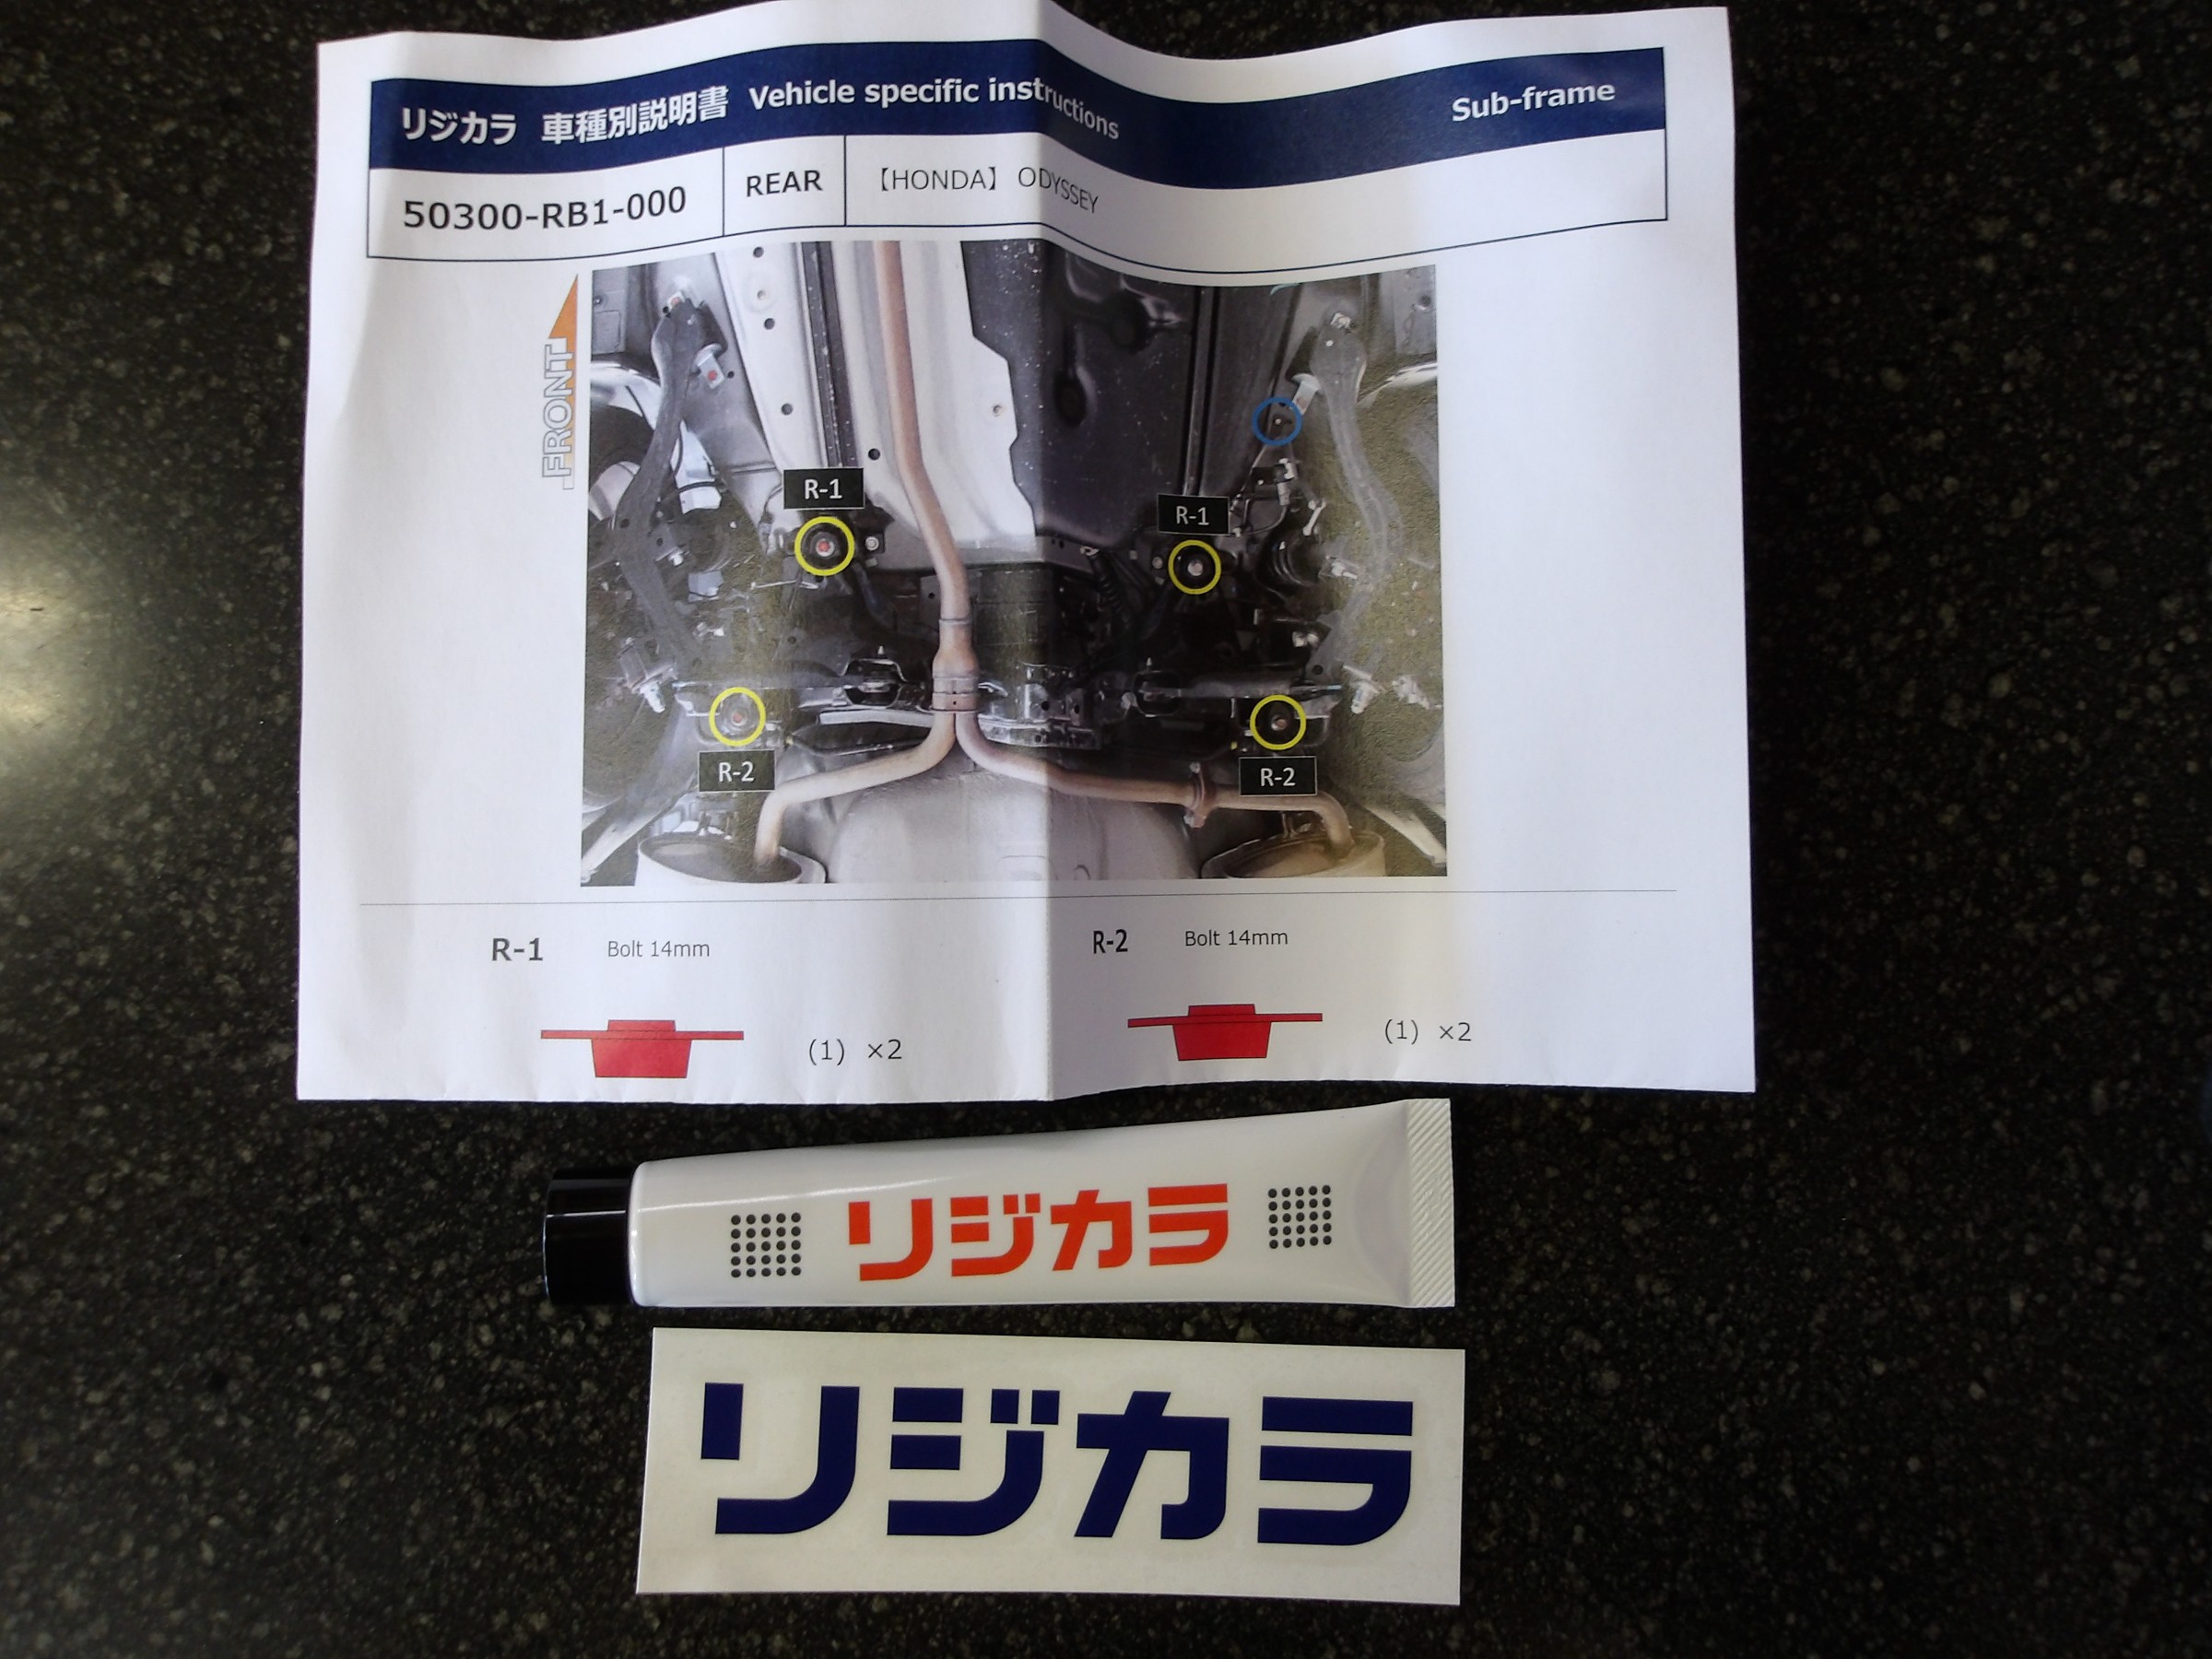 リジカラ 車種別説明書 Vehicle specific instructions Sub-frame
50300-RB1-000 REAR 【HONDA】 ODYSSEY
FRONT
R-1
R-1
R-2
R-2
R-1 Bolt 14mm
R-2 Bolt 14mm
(1) ×2
(1) ×2
リジカラ
リジカラ